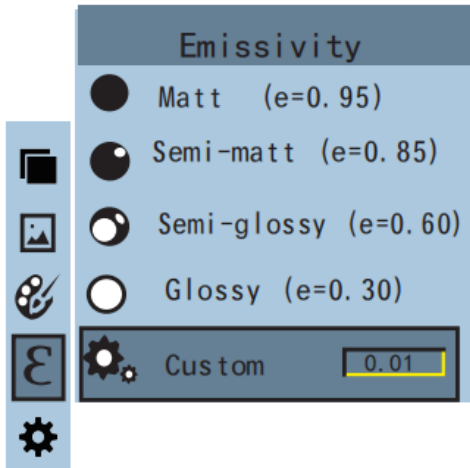 Emissivity
Matt (e=0.95)
Semi-matt (e=0.85)
Semi-glossy (e=0.60)
Glossy (e=0.30)
ε
Custom 0.01